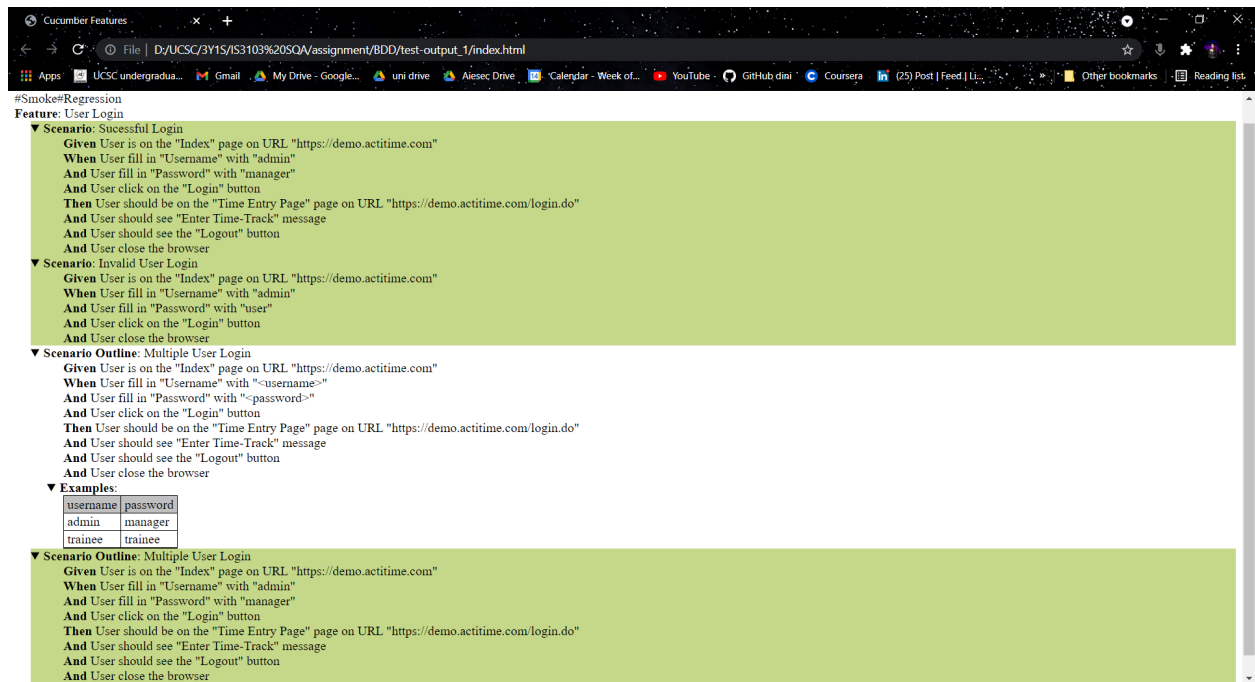 Cucumber Features
File | D:/UCSC/3Y1S/IS3103%20SQA/assignment/BDD/test-output_1/index.html
Apps UCSC undergradua... Gmail My Drive - Google... uni drive Aiesec Drive Calendar - Week of... YouTube GitHub dini Coursera (25) Post | Feed | Li... » Other bookmarks Reading list
#Smoke#Regression
Feature: User Login
Scenario: Sucessful Login
Given User is on the "Index" page on URL "https://demo.actitime.com"
When User fill in "Username" with "admin"
And User fill in "Password" with "manager"
And User click on the "Login" button
Then User should be on the "Time Entry Page" page on URL "https://demo.actitime.com/login.do"
And User should see "Enter Time-Track" message
And User should see the "Logout" button
And User close the browser
Scenario: Invalid User Login
Given User is on the "Index" page on URL "https://demo.actitime.com"
When User fill in "Username" with "admin"
And User fill in "Password" with "user"
And User click on the "Login" button
And User close the browser
Scenario Outline: Multiple User Login
Given User is on the "Index" page on URL "https://demo.actitime.com"
When User fill in "Username" with "<username>"
And User fill in "Password" with "<password>"
And User click on the "Login" button
Then User should be on the "Time Entry Page" page on URL "https://demo.actitime.com/login.do"
And User should see "Enter Time-Track" message
And User should see the "Logout" button
And User close the browser
Examples:
username password
admin manager
trainee trainee
Scenario Outline: Multiple User Login
Given User is on the "Index" page on URL "https://demo.actitime.com"
When User fill in "Username" with "admin"
And User fill in "Password" with "manager"
And User click on the "Login" button
Then User should be on the "Time Entry Page" page on URL "https://demo.actitime.com/login.do"
And User should see "Enter Time-Track" message
And User should see the "Logout" button
And User close the browser